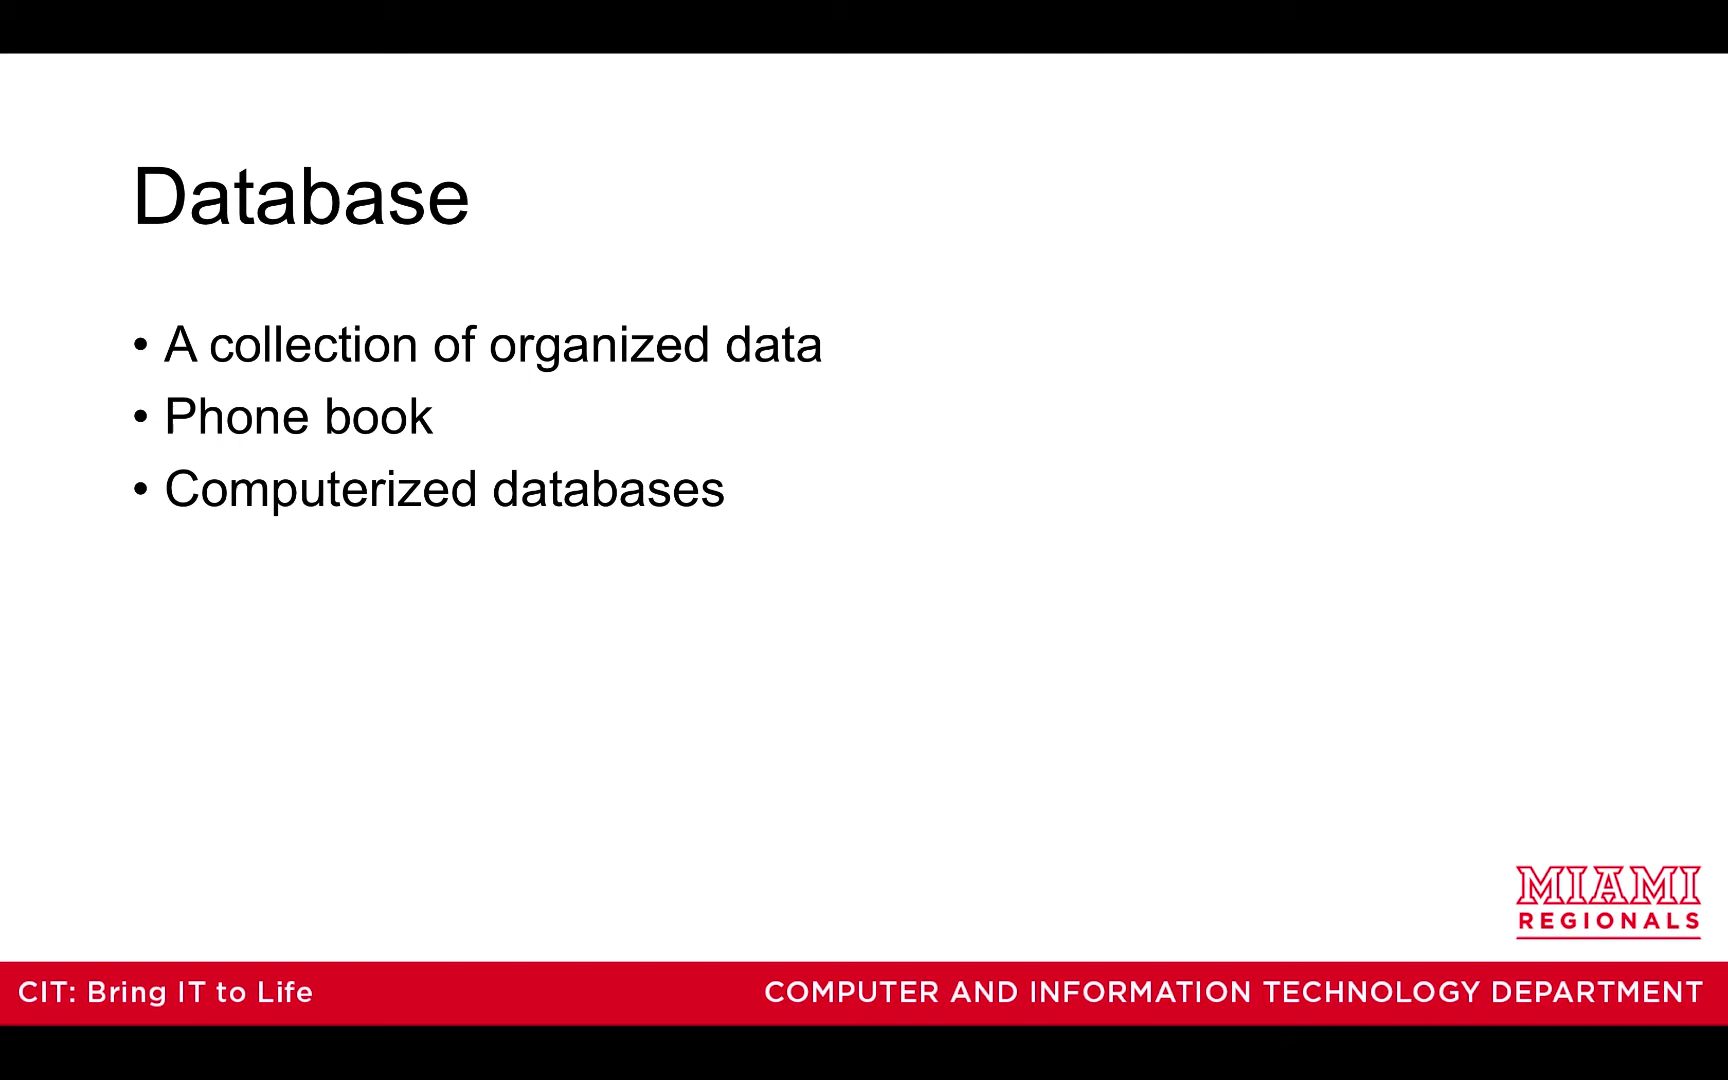 Database
• A collection of organized data
• Phone book
• Computerized databases
MIAMI
REGIONALS
CIT: Bring IT to Life
COMPUTER AND INFORMATION TECHNOLOGY DEPARTMENT